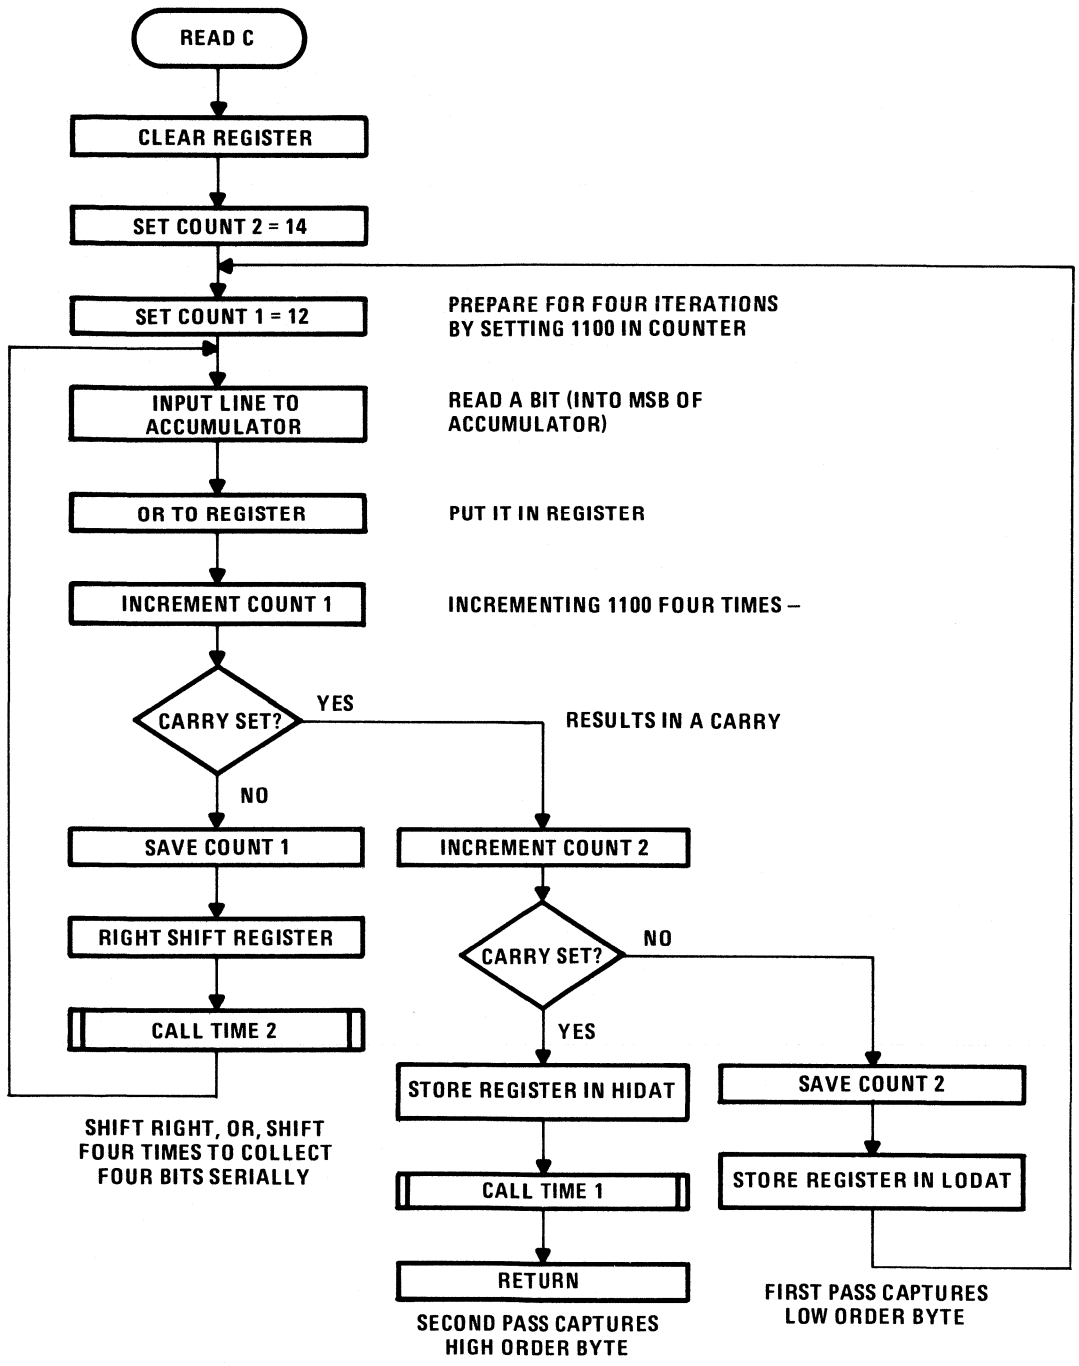 READ C
CLEAR REGISTER
SET COUNT 2 = 14
SET COUNT 1 = 12
PREPARE FOR FOUR ITERATIONS
BY SETTING 1100 IN COUNTER
INPUT LINE TO
ACCUMULATOR
READ A BIT (INTO MSB OF
ACCUMULATOR)
OR TO REGISTER
PUT IT IN REGISTER
INCREMENT COUNT 1
INCREMENTING 1100 FOUR TIMES –
CARRY SET?
YES
RESULTS IN A CARRY
NO
SAVE COUNT 1
INCREMENT COUNT 2
RIGHT SHIFT REGISTER
CARRY SET?
NO
CALL TIME 2
YES
STORE REGISTER IN HIDAT
SAVE COUNT 2
SHIFT RIGHT, OR, SHIFT
FOUR TIMES TO COLLECT
FOUR BITS SERIALLY
CALL TIME 1
STORE REGISTER IN LODAT
RETURN
FIRST PASS CAPTURES
LOW ORDER BYTE
SECOND PASS CAPTURES
HIGH ORDER BYTE